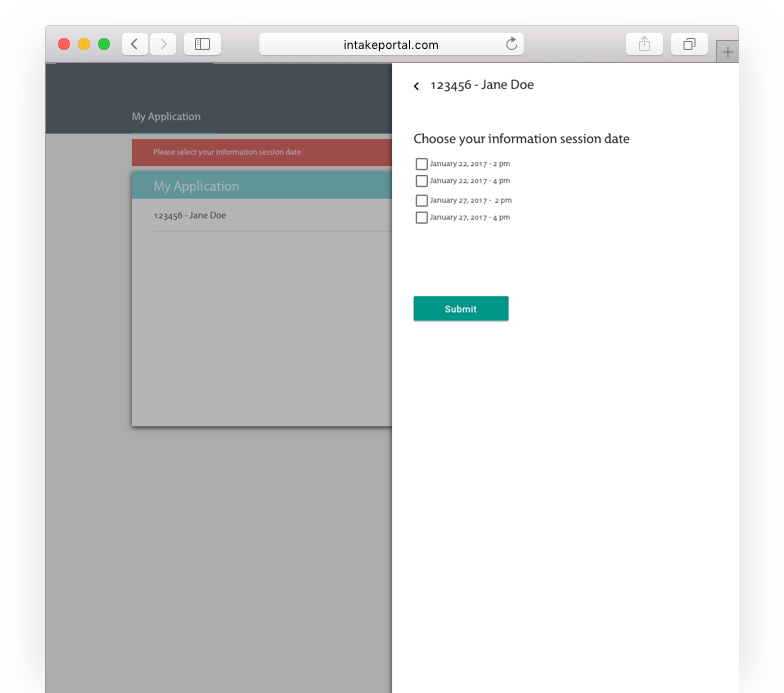 intakeportal.com
My Application
Please select your information session date
My Application
123456 - Jane Doe
123456 - Jane Doe
Choose your information session date
January 22, 2017 - 2 pm
January 22, 2017 - 4 pm
January 27, 2017 -  2 pm
January 27, 2017 - 4 pm
Submit